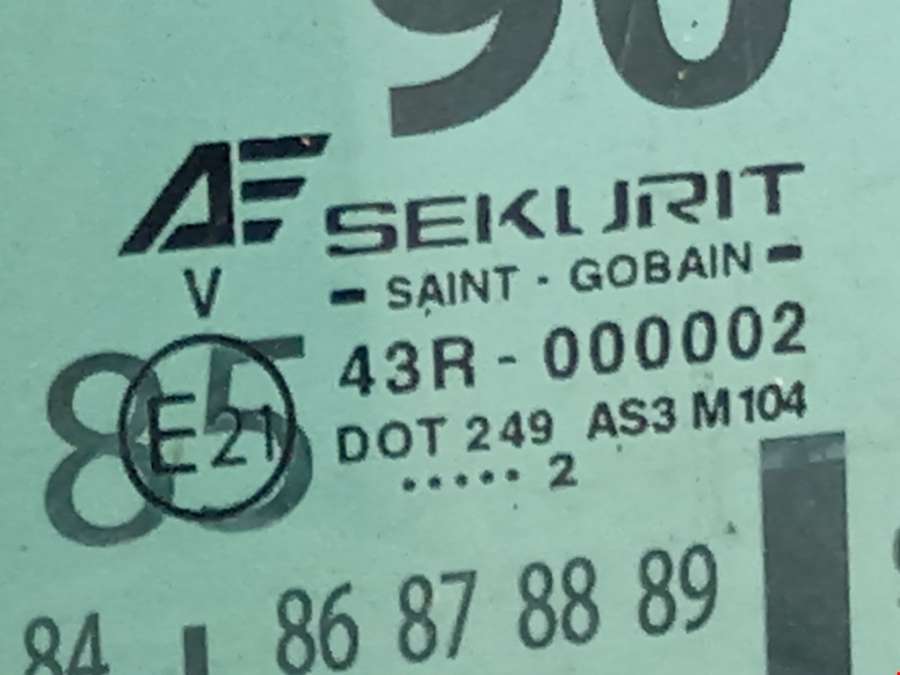 90
AF SEKURIT
V - SAINT - GOBAIN -
43R - 000002
85
E21
DOT 249 AS3 M104
..... 2
84 86 87 88 89